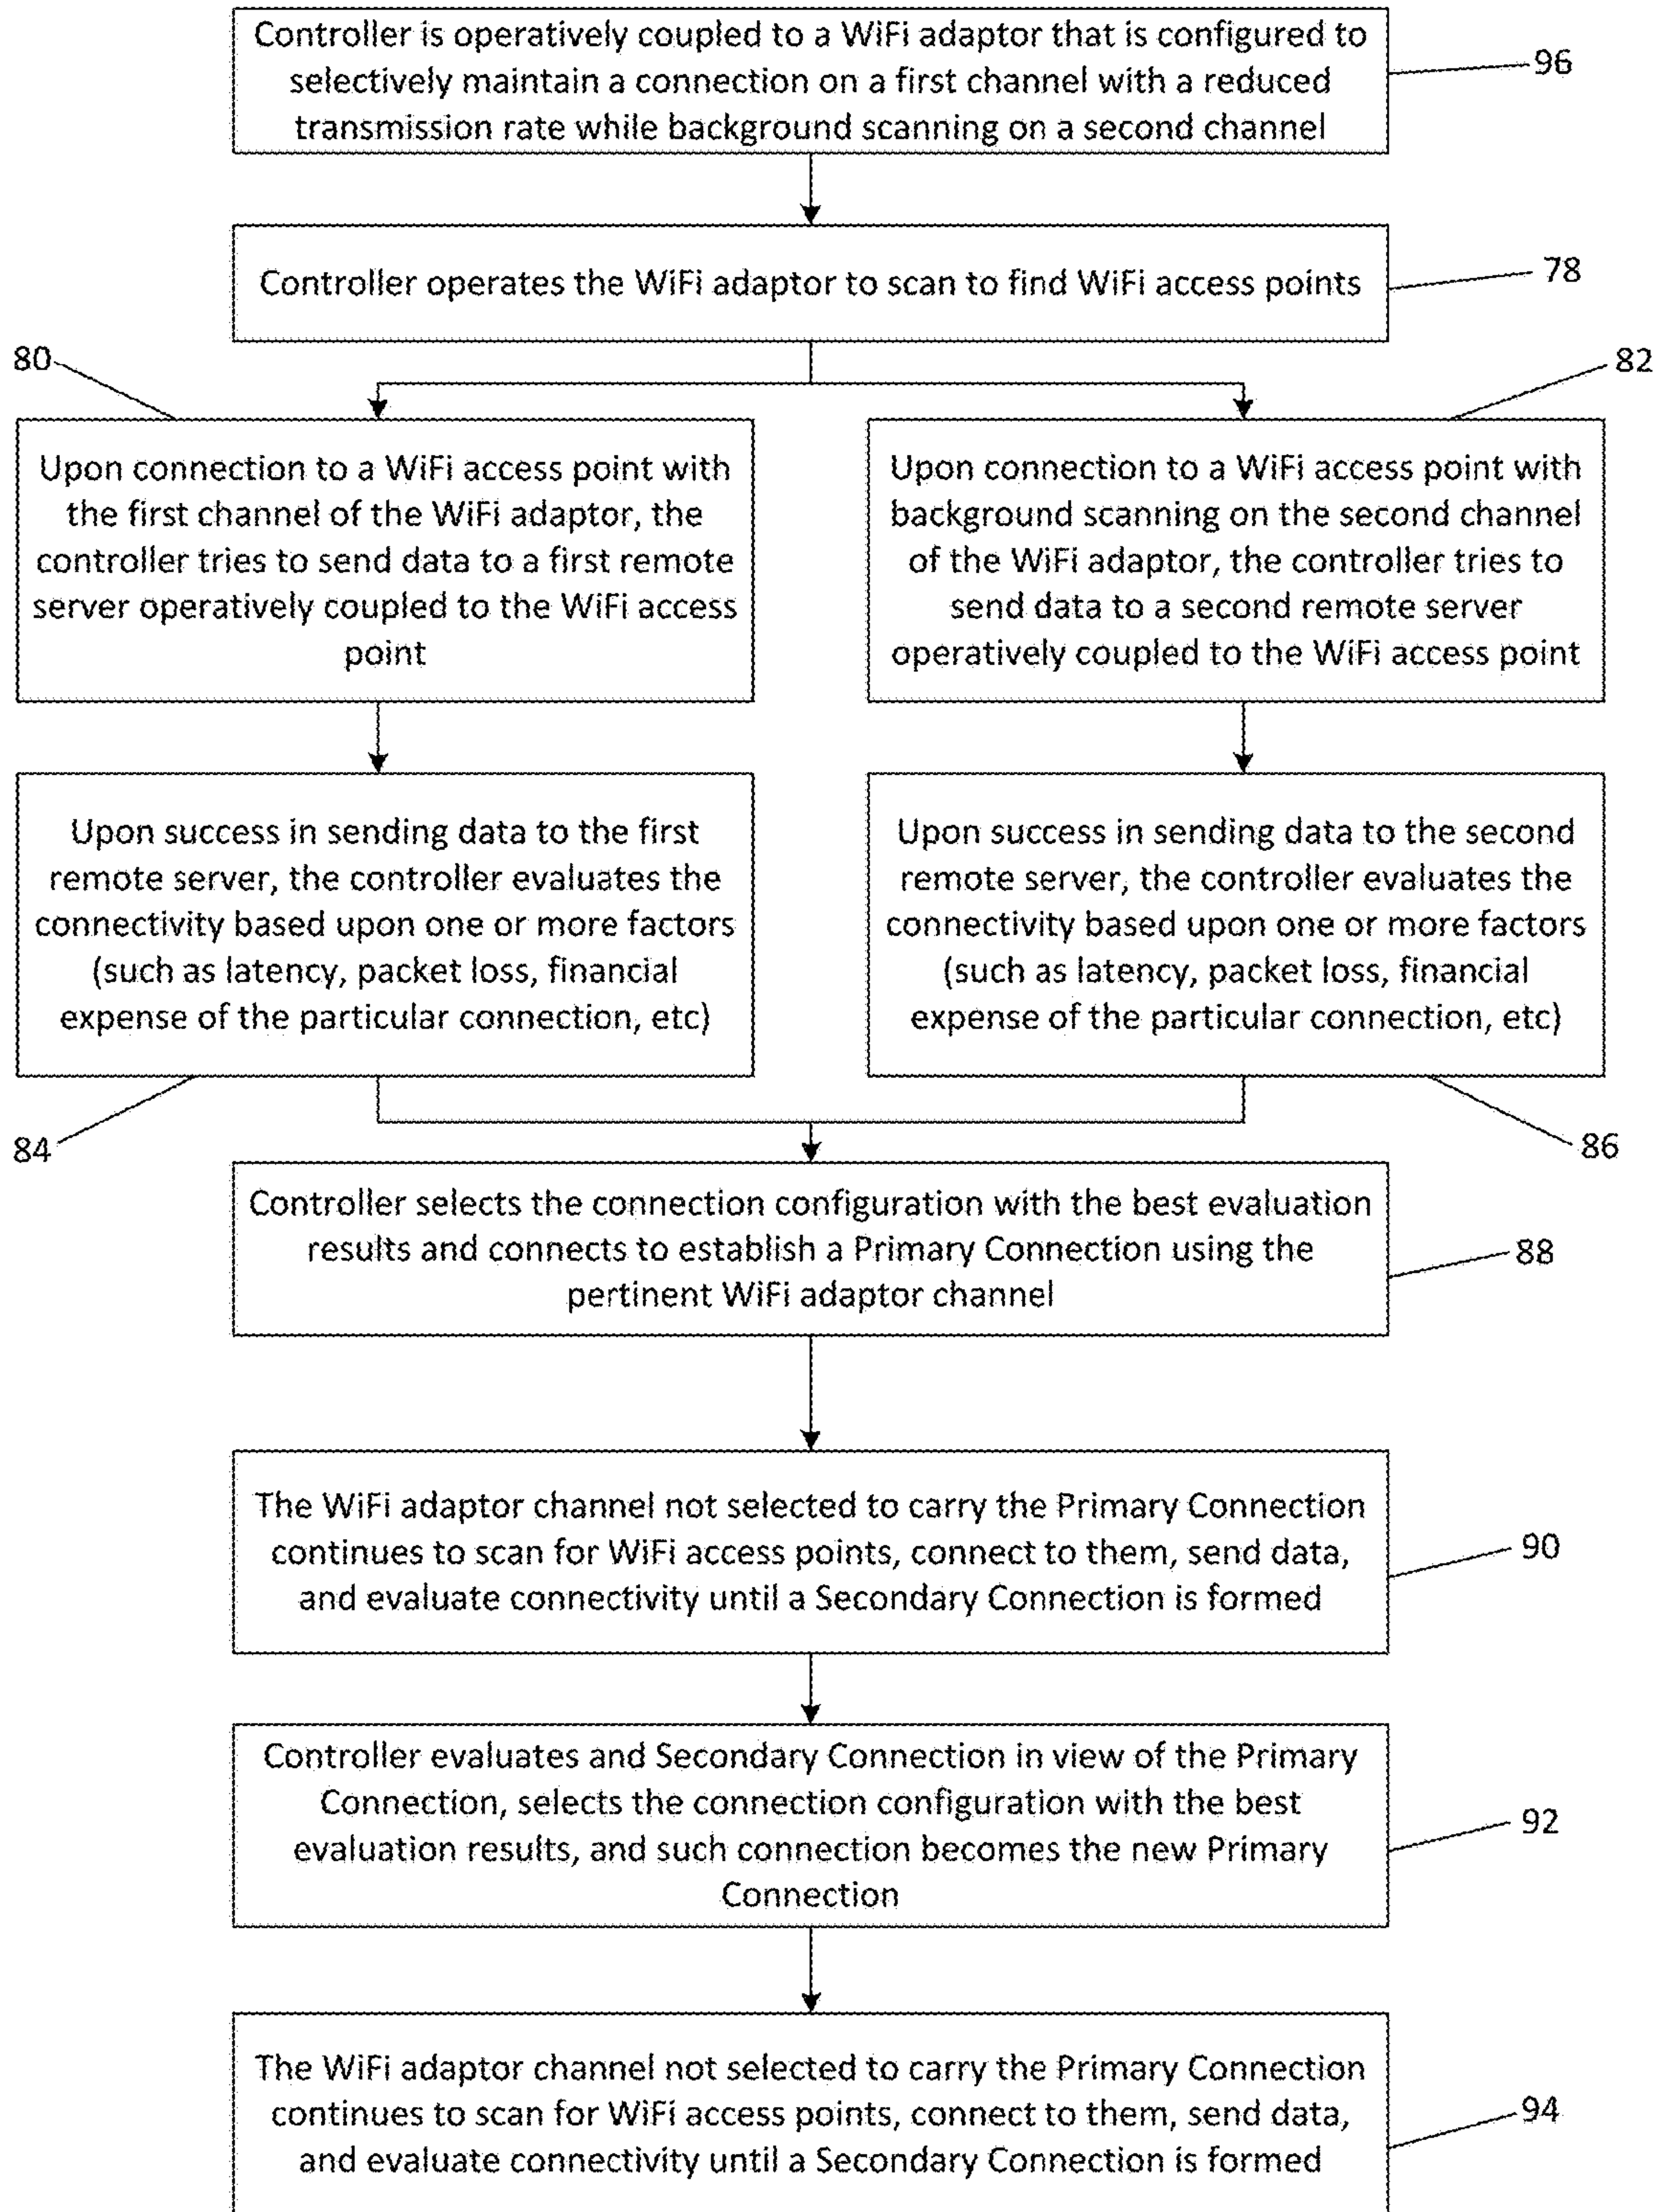 Controller is operatively coupled to a WiFi adaptor that is configured to
selectively maintain a connection on a first channel with a reduced
transmission rate while background scanning on a second channel
96
Controller operates the WiFi adaptor to scan to find WiFi access points
78
80
82
Upon connection to a WiFi access point with
the first channel of the WiFi adaptor, the
controller tries to send data to a first remote
server operatively coupled to the WiFi access
point
Upon connection to a WiFi access point with
background scanning on the second channel
of the WiFi adaptor, the controller tries to
send data to a second remote server
operatively coupled to the WiFi access point
Upon success in sending data to the first
remote server, the controller evaluates the
connectivity based upon one or more factors
(such as latency, packet loss, financial
expense of the particular connection, etc)
Upon success in sending data to the second
remote server, the controller evaluates the
connectivity based upon one or more factors
(such as latency, packet loss, financial
expense of the particular connection, etc)
84
86
Controller selects the connection configuration with the best evaluation
results and connects to establish a Primary Connection using the
pertinent WiFi adaptor channel
88
The WiFi adaptor channel not selected to carry the Primary Connection
continues to scan for WiFi access points, connect to them, send data,
and evaluate connectivity until a Secondary Connection is formed
90
Controller evaluates and Secondary Connection in view of the Primary
Connection, selects the connection configuration with the best
evaluation results, and such connection becomes the new Primary
Connection
92
The WiFi adaptor channel not selected to carry the Primary Connection
continues to scan for WiFi access points, connect to them, send data,
and evaluate connectivity until a Secondary Connection is formed
94